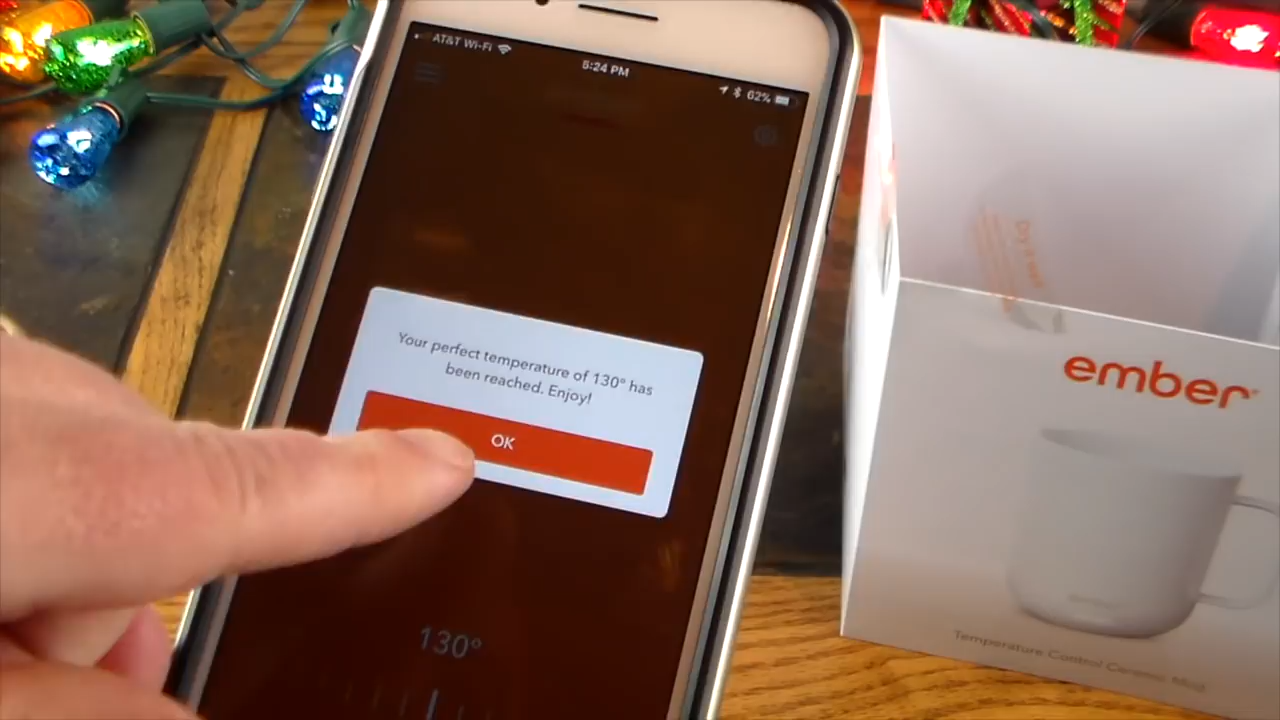 AT&T Wi-Fi
5:24 PM
62%
Your perfect temperature of 130° has
been reached. Enjoy!
OK
130°
ember
Temperature Control Ceramic Mug